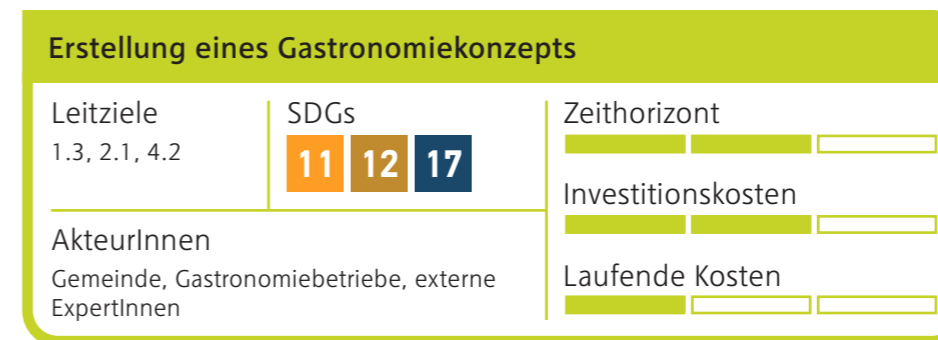 Erstellung eines Gastronomiekonzepts
Leitziele
1.3, 2.1, 4.2
SDGs
11 12 17
AkteurInnen
Gemeinde, Gastronomiebetriebe, externe
ExpertInnen
Zeithorizont
Investitionskosten
Laufende Kosten